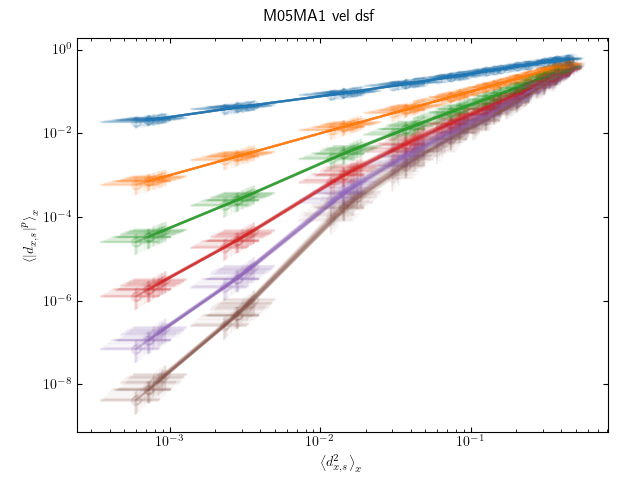 M05MA1 vel dsf
10^0
10^{-2}
10^{-4}
10^{-6}
10^{-8}
⟨|d_{x,s}|^p⟩_x
10^{-3}
10^{-2}
10^{-1}
⟨d^2_{x,s}⟩_x